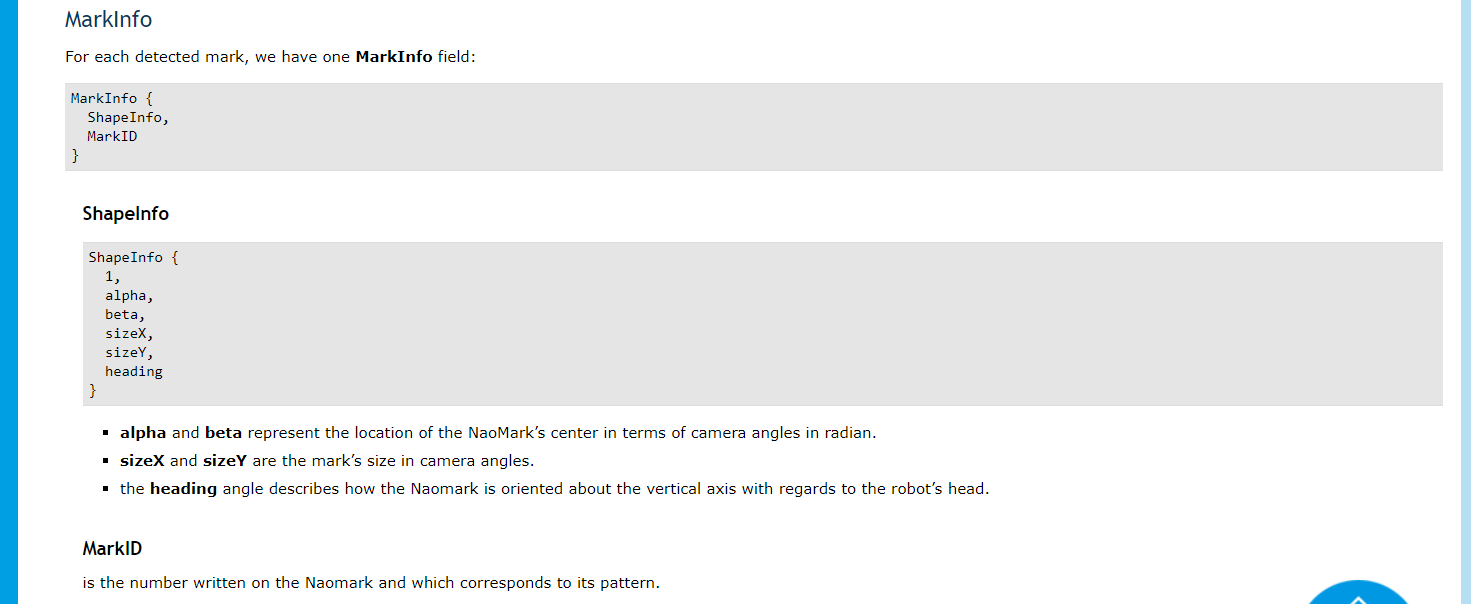 MarkInfo
For each detected mark, we have one MarkInfo field:
MarkInfo {
  ShapeInfo,
  MarkID
}
ShapeInfo
ShapeInfo {
  1,
  alpha,
  beta,
  sizeX,
  sizeY,
  heading
}
▪ alpha and beta represent the location of the NaoMark’s center in terms of camera angles in radian.
▪ sizeX and sizeY are the mark’s size in camera angles.
▪ the heading angle describes how the Naomark is oriented about the vertical axis with regards to the robot’s head.
MarkID
is the number written on the Naomark and which corresponds to its pattern.